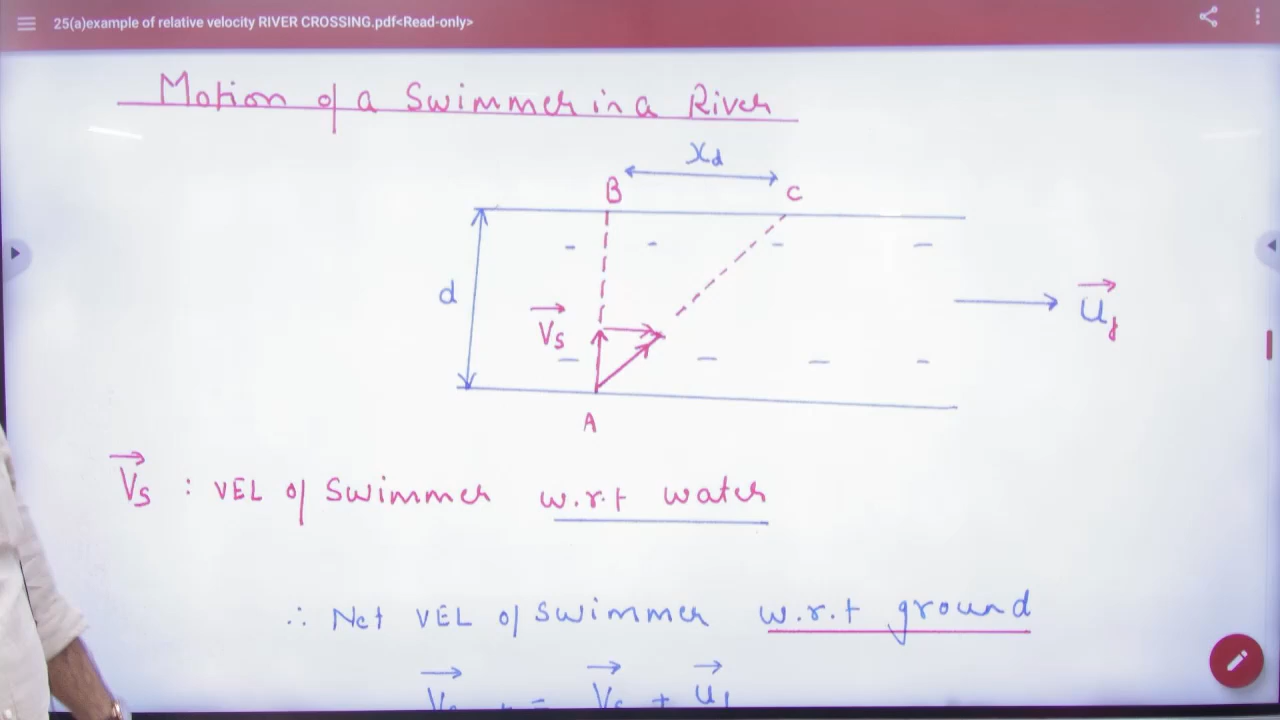 25(a)example of relative velocity RIVER CROSSING.pdf<Read-only>
Motion of a Swimmer in a River
x_d
B
C
d
V_s
u_f
A
V_s : VEL of Swimmer w.r.t water
∴ Net VEL of swimmer w.r.t ground